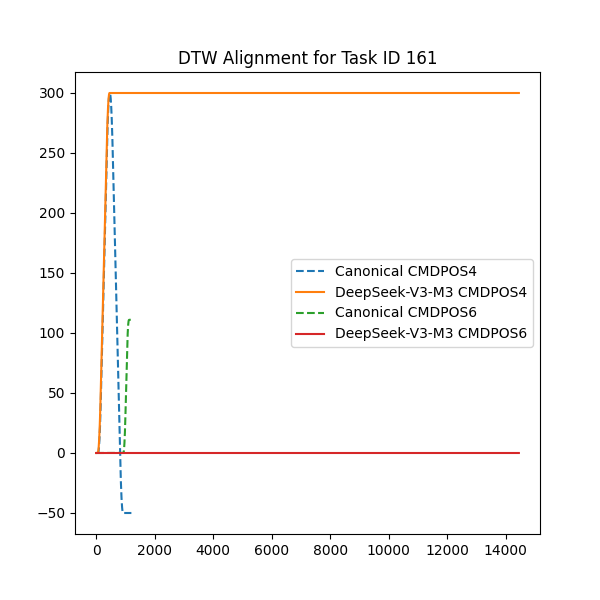 DTW Alignment for Task ID 161
300
250
200
150
100
50
0
−50
Canonical CMDPOS4
DeepSeek-V3-M3 CMDPOS4
Canonical CMDPOS6
DeepSeek-V3-M3 CMDPOS6
0 2000 4000 6000 8000 10000 12000 14000